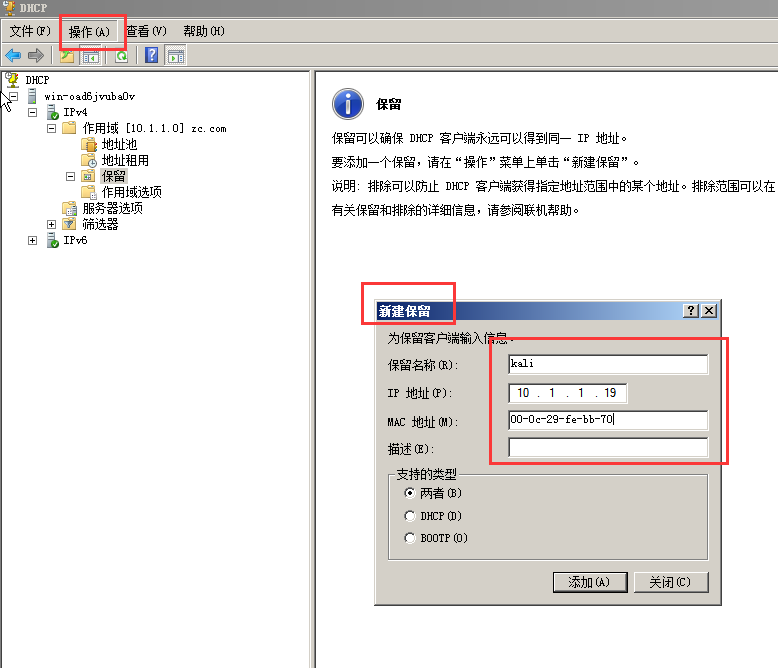 DHCP
文件(F) 操作(A) 查看(V) 帮助(H)
DHCP
win-oad6jvuba0v
IPv4
作用域 [10.1.1.0] zc.com
地址池
地址租用
保留
作用域选项
服务器选项
筛选器
IPv6
保留
保留可以确保 DHCP 客户端永远可以得到同一 IP 地址。
要添加一个保留，请在“操作”菜单上单击“新建保留”。
说明: 排除可以防止 DHCP 客户端获得指定地址范围中的某个地址。排除范围可以在
有关保留和排除的详细信息，请参阅联机帮助。
新建保留
为保留客户端输入信息。
保留名称(R): kali
IP 地址(P): 10 . 1 . 1 . 19
MAC 地址(M): 00-0c-29-fe-bb-70
描述(E):
支持的类型
两者(B)
DHCP(D)
BOOTP(O)
添加(A) 关闭(C)